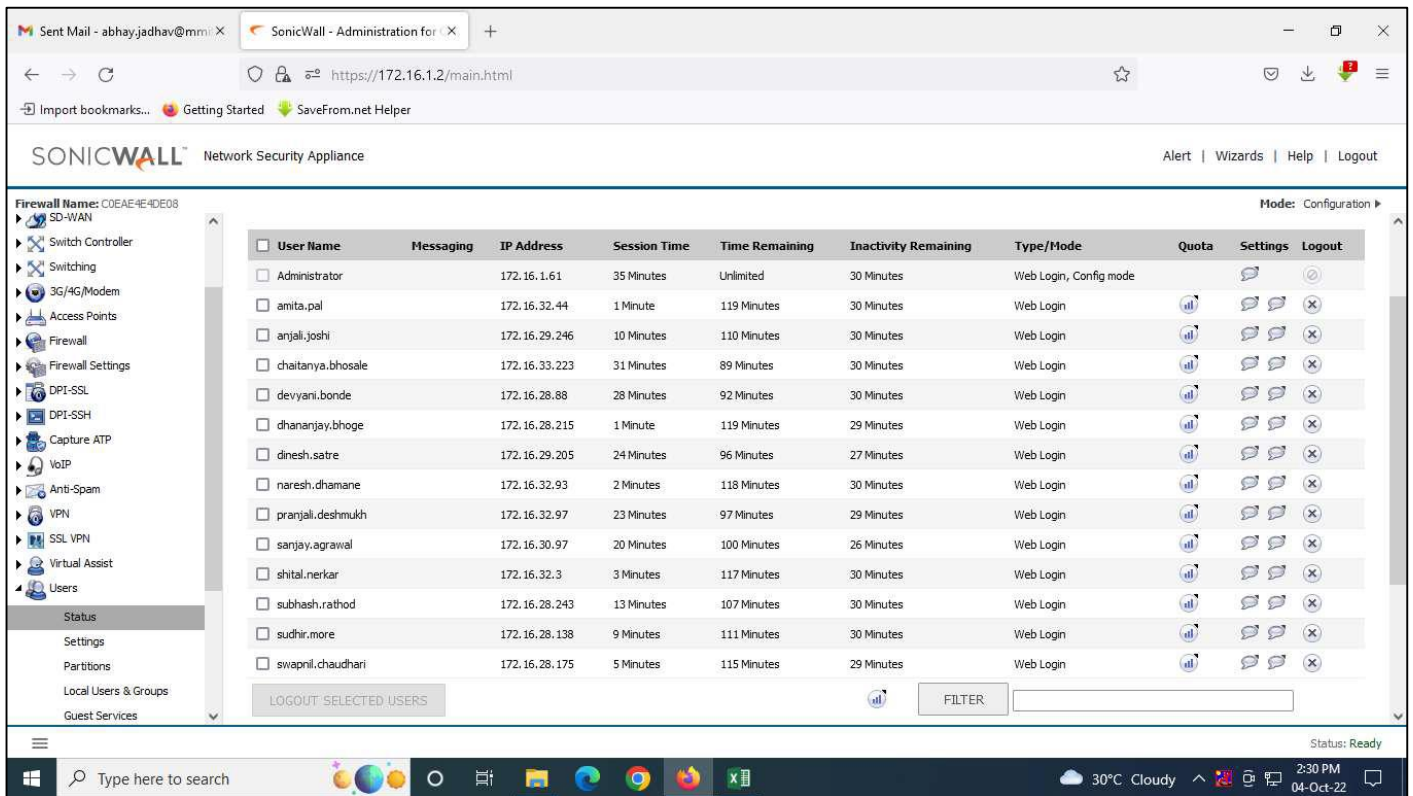 Sent Mail - abhay.jadhav@mmi
SonicWall - Administration for
https://172.16.1.2/main.html
Import bookmarks... Getting Started SaveFrom.net Helper
SONICWALL Network Security Appliance
Alert | Wizards | Help | Logout
Firewall Name: C0EAE4E4DE08
Mode: Configuration
SD-WAN
Switch Controller
Switching
3G/4G/Modem
Access Points
Firewall
Firewall Settings
DPI-SSL
DPI-SSH
Capture ATP
VoIP
Anti-Spam
VPN
SSL VPN
Virtual Assist
Users
Status
Settings
Partitions
Local Users & Groups
Guest Services
User Name Messaging IP Address Session Time Time Remaining Inactivity Remaining Type/Mode Quota Settings Logout
Administrator 172.16.1.61 35 Minutes Unlimited 30 Minutes Web Login, Config mode
amita.pal 172.16.32.44 1 Minute 119 Minutes 30 Minutes Web Login
anjali.joshi 172.16.29.246 10 Minutes 110 Minutes 30 Minutes Web Login
chaitanya.bhosale 172.16.33.223 31 Minutes 89 Minutes 30 Minutes Web Login
devyani.bonde 172.16.28.88 28 Minutes 92 Minutes 30 Minutes Web Login
dhananjay.bhoge 172.16.28.215 1 Minute 119 Minutes 29 Minutes Web Login
dinesh.satre 172.16.29.205 24 Minutes 96 Minutes 27 Minutes Web Login
naresh.dhamane 172.16.32.93 2 Minutes 118 Minutes 30 Minutes Web Login
pranjali.deshmukh 172.16.32.97 23 Minutes 97 Minutes 29 Minutes Web Login
sanjay.agrawal 172.16.30.97 20 Minutes 100 Minutes 26 Minutes Web Login
shital.nerkar 172.16.32.3 3 Minutes 117 Minutes 30 Minutes Web Login
subhash.rathod 172.16.28.243 13 Minutes 107 Minutes 30 Minutes Web Login
sudhir.more 172.16.28.138 9 Minutes 111 Minutes 30 Minutes Web Login
swapnil.chaudhari 172.16.28.175 5 Minutes 115 Minutes 29 Minutes Web Login
LOGOUT SELECTED USERS
FILTER
Status: Ready
Type here to search
30°C Cloudy
2:30 PM
04-Oct-22